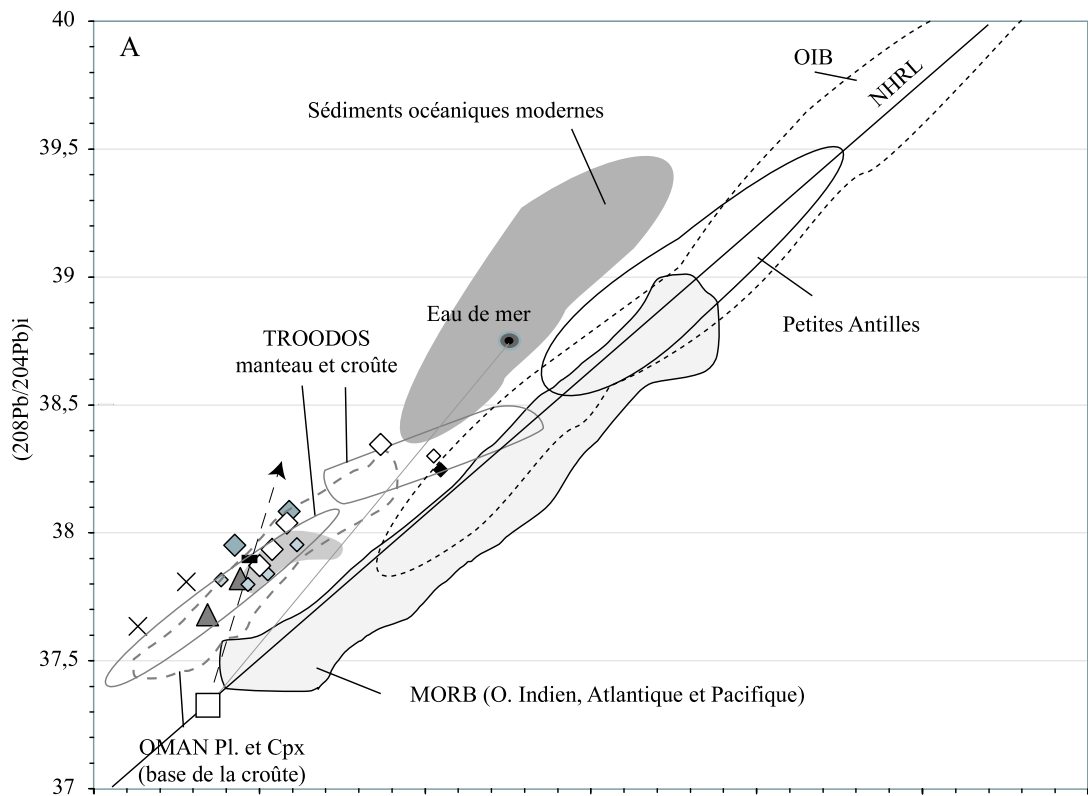 40
A
OIB
NHRL
Sédiments océaniques modernes
39,5
39
Eau de mer
Petites Antilles
TROODOS
manteau et croûte
38,5
(208Pb/204Pb)i
38
37,5
MORB (O. Indien, Atlantique et Pacifique)
OMAN Pl. et Cpx
(base de la croûte)
37